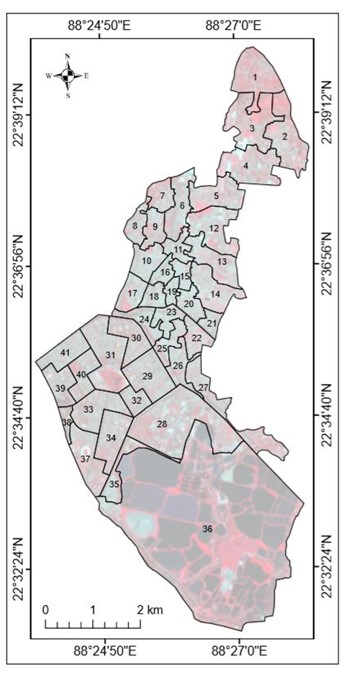 88°24'50"E 88°27'0"E
N
W E
S
22°39'12"N 22°39'12"N
22°36'56"N 22°36'56"N
22°34'40"N 22°34'40"N
22°32'24"N 22°32'24"N
1
3 2
4
7 6 5
8 9 12
11
10 13
16 15
17 18 19 20 14
24 23 21
30 25 22
41 31 26
40 29 27
39 32
33 28
38 34
37
35
36
0 1 2 km
88°24'50"E 88°27'0"E